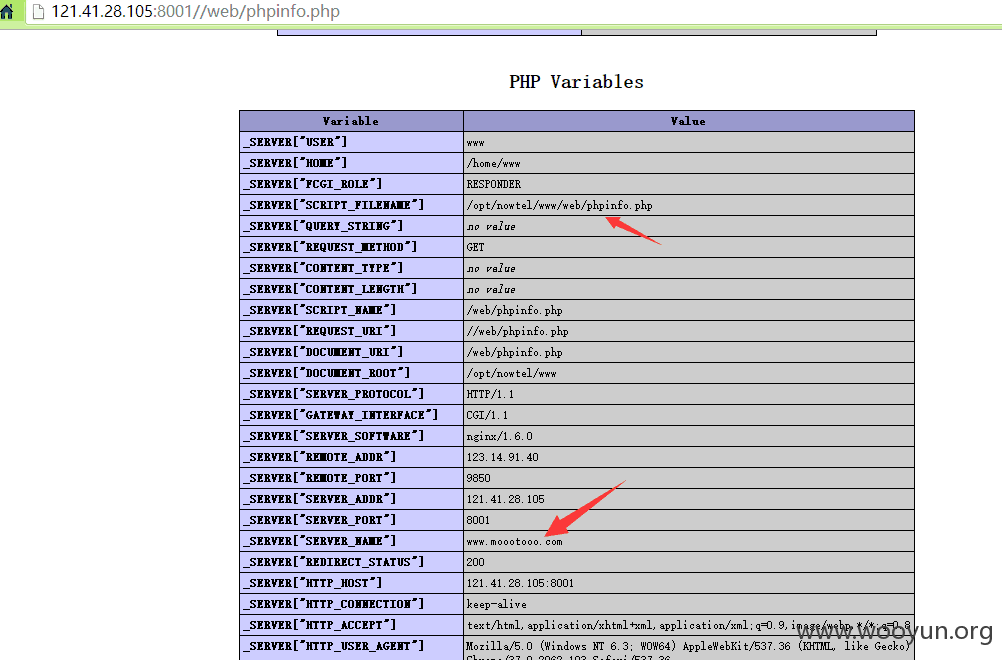 121.41.28.105:8001//web/phpinfo.php
PHP Variables
Variable Value
_SERVER["USER"] www
_SERVER["HOME"] /home/www
_SERVER["FCGI_ROLE"] RESPONDER
_SERVER["SCRIPT_FILENAME"] /opt/nowtel/www/web/phpinfo.php
_SERVER["QUERY_STRING"] no value
_SERVER["REQUEST_METHOD"] GET
_SERVER["CONTENT_TYPE"] no value
_SERVER["CONTENT_LENGTH"] no value
_SERVER["SCRIPT_NAME"] /web/phpinfo.php
_SERVER["REQUEST_URI"] //web/phpinfo.php
_SERVER["DOCUMENT_URI"] /web/phpinfo.php
_SERVER["DOCUMENT_ROOT"] /opt/nowtel/www
_SERVER["SERVER_PROTOCOL"] HTTP/1.1
_SERVER["GATEWAY_INTERFACE"] CGI/1.1
_SERVER["SERVER_SOFTWARE"] nginx/1.6.0
_SERVER["REMOTE_ADDR"] 123.14.91.40
_SERVER["REMOTE_PORT"] 9850
_SERVER["SERVER_ADDR"] 121.41.28.105
_SERVER["SERVER_PORT"] 8001
_SERVER["SERVER_NAME"] www.moootooo.com
_SERVER["REDIRECT_STATUS"] 200
_SERVER["HTTP_HOST"] 121.41.28.105:8001
_SERVER["HTTP_CONNECTION"] keep-alive
_SERVER["HTTP_ACCEPT"] text/html,application/xhtml+xml,application/xml;q=0.9,image/webp,*/*;q=0.8
www.wooyun.org
_SERVER["HTTP_USER_AGENT"] Mozilla/5.0 (Windows NT 6.3; WOW64) AppleWebKit/537.36 (KHTML, like Gecko)
Chrome/37.0.2062.103 Safari/537.36